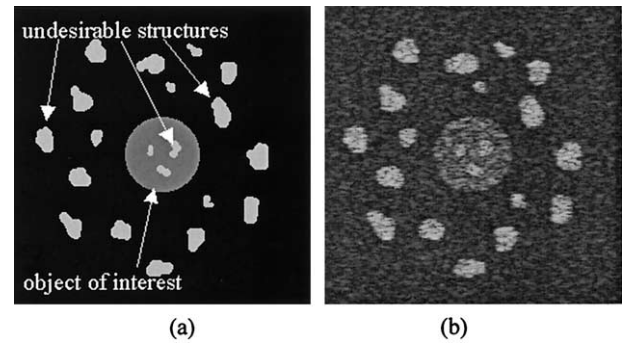 undesirable structures
object of interest
(a)
(b)